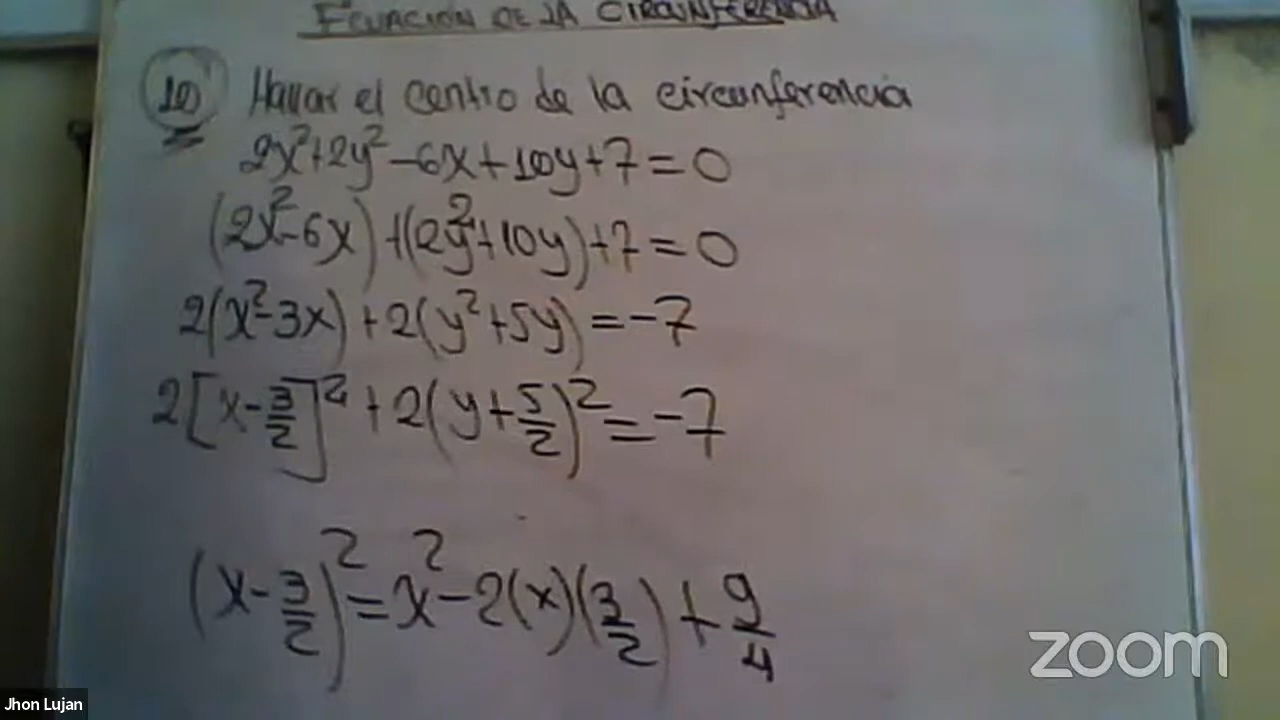 ECUACIÓN DE LA CIRCUNFERENCIA
10) Hallar el centro de la circunferencia
2x²+2y²-6x+10y+7=0
(2x²-6x)+(2y²+10y)+7=0
2(x²-3x)+2(y²+5y)=-7
2[x-3/2]²+2(y+5/2)²=-7
(x-3/2)²=x²-2(x)(3/2)+9/4
zoom
Jhon Lujan